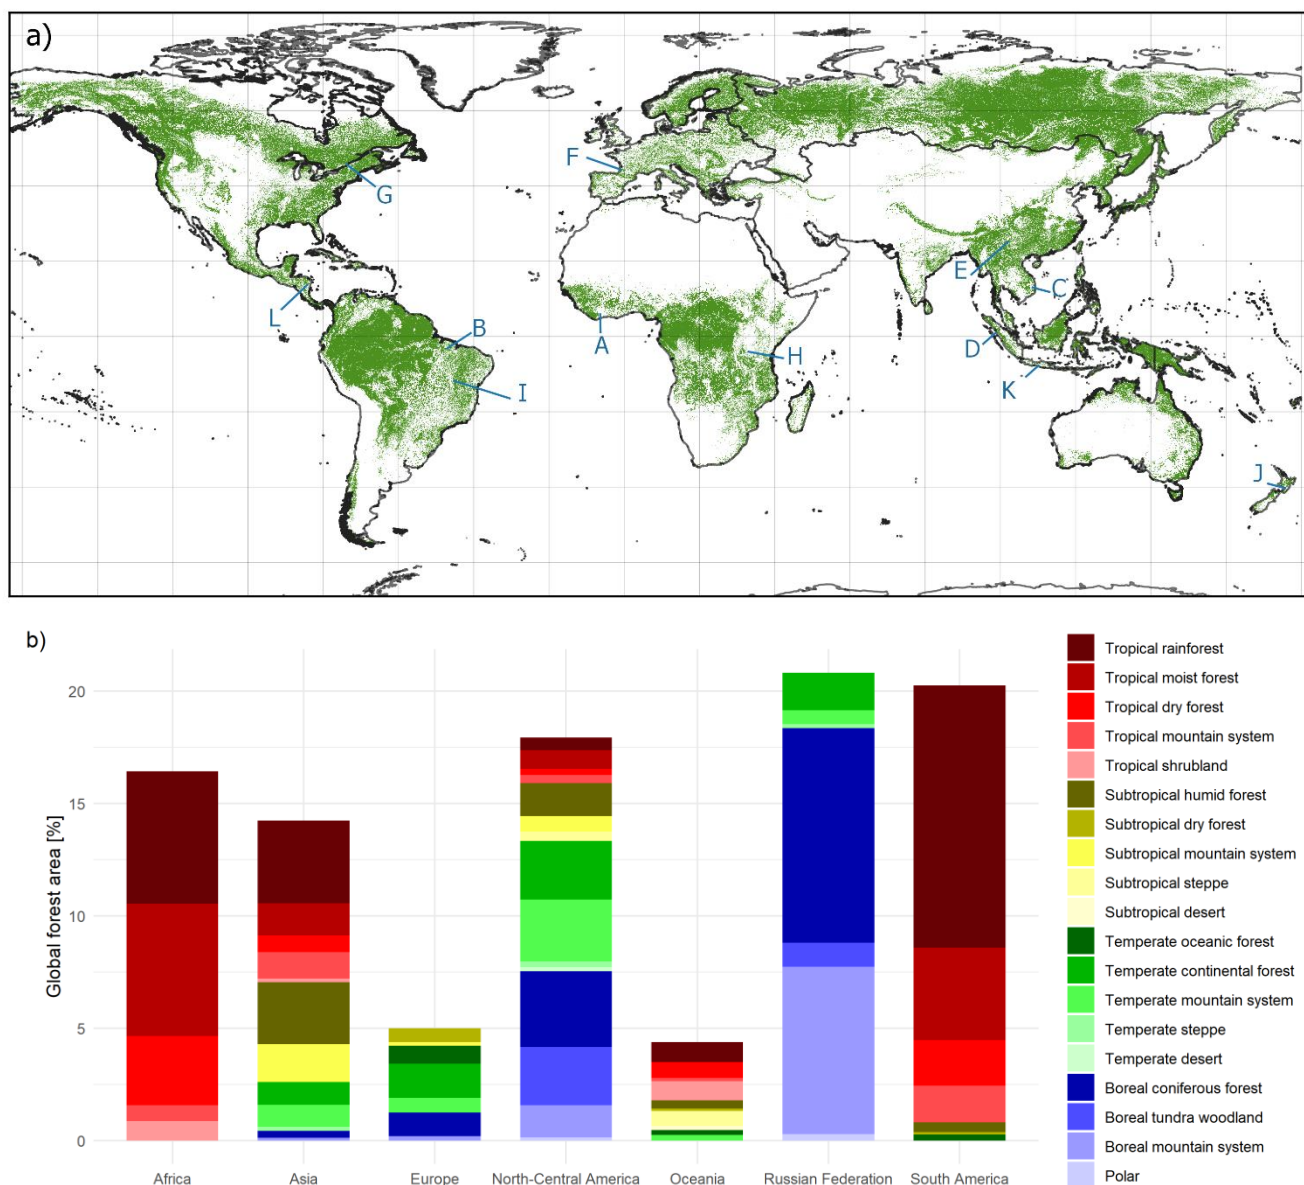 a)
F
G
E
C
L
B
A
D
H
I
K
J
b)
Global forest area [%]
20
15
10
5
0
Africa
Asia
Europe
North-Central America
Oceania
Russian Federation
South America
Tropical rainforest
Tropical moist forest
Tropical dry forest
Tropical mountain system
Tropical shrubland
Subtropical humid forest
Subtropical dry forest
Subtropical mountain system
Subtropical steppe
Subtropical desert
Temperate oceanic forest
Temperate continental forest
Temperate mountain system
Temperate steppe
Temperate desert
Boreal coniferous forest
Boreal tundra woodland
Boreal mountain system
Polar